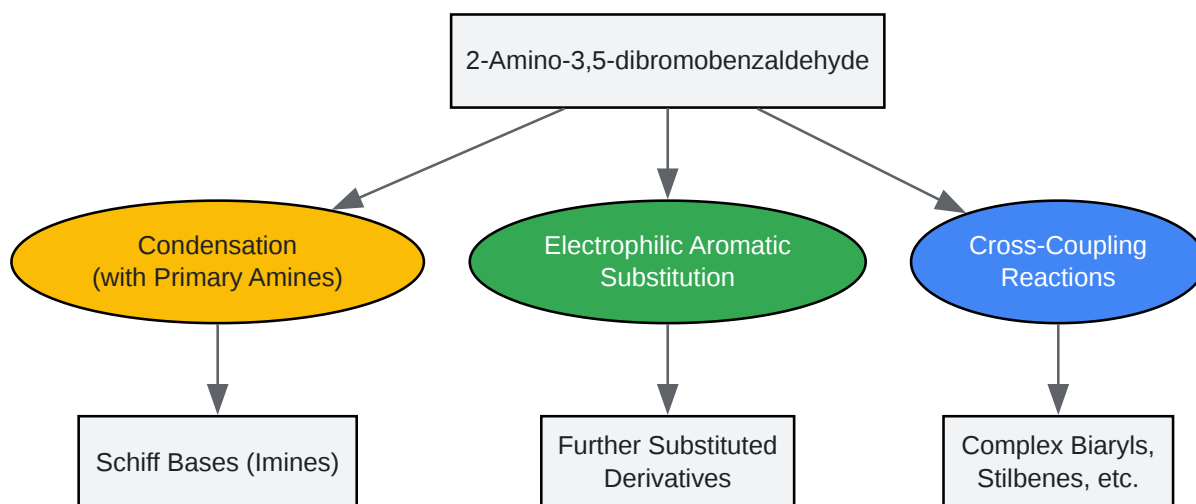 2-Amino-3,5-dibromobenzaldehyde
Condensation
(with Primary Amines)
Electrophilic Aromatic
Substitution
Cross-Coupling
Reactions
Schiff Bases (Imines)
Further Substituted
Derivatives
Complex Biaryls,
Stilbenes, etc.